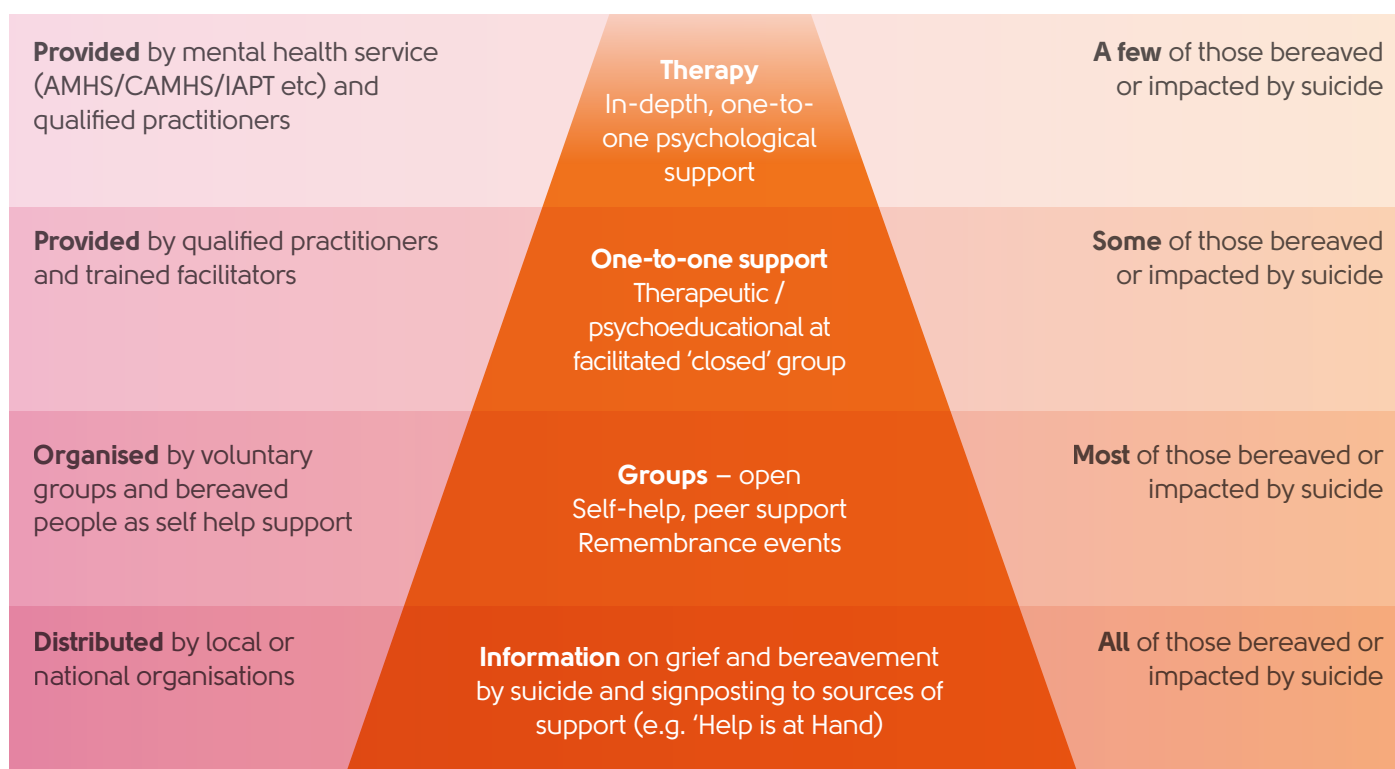 Provided by mental health service
(AMHS/CAMHS/IAPT etc) and
qualified practitioners
Therapy
In-depth, one-to-
one psychological
support
A few of those bereaved
or impacted by suicide
Provided by qualified practitioners
and trained facilitators
One-to-one support
Therapeutic /
psychoeducational at
facilitated ‘closed’ group
Some of those bereaved
or impacted by suicide
Organised by voluntary
groups and bereaved
people as self help support
Groups – open
Self-help, peer support
Remembrance events
Most of those bereaved or
impacted by suicide
Distributed by local or
national organisations
Information on grief and bereavement
by suicide and signposting to sources of
support (e.g. ‘Help is at Hand)
All of those bereaved or
impacted by suicide